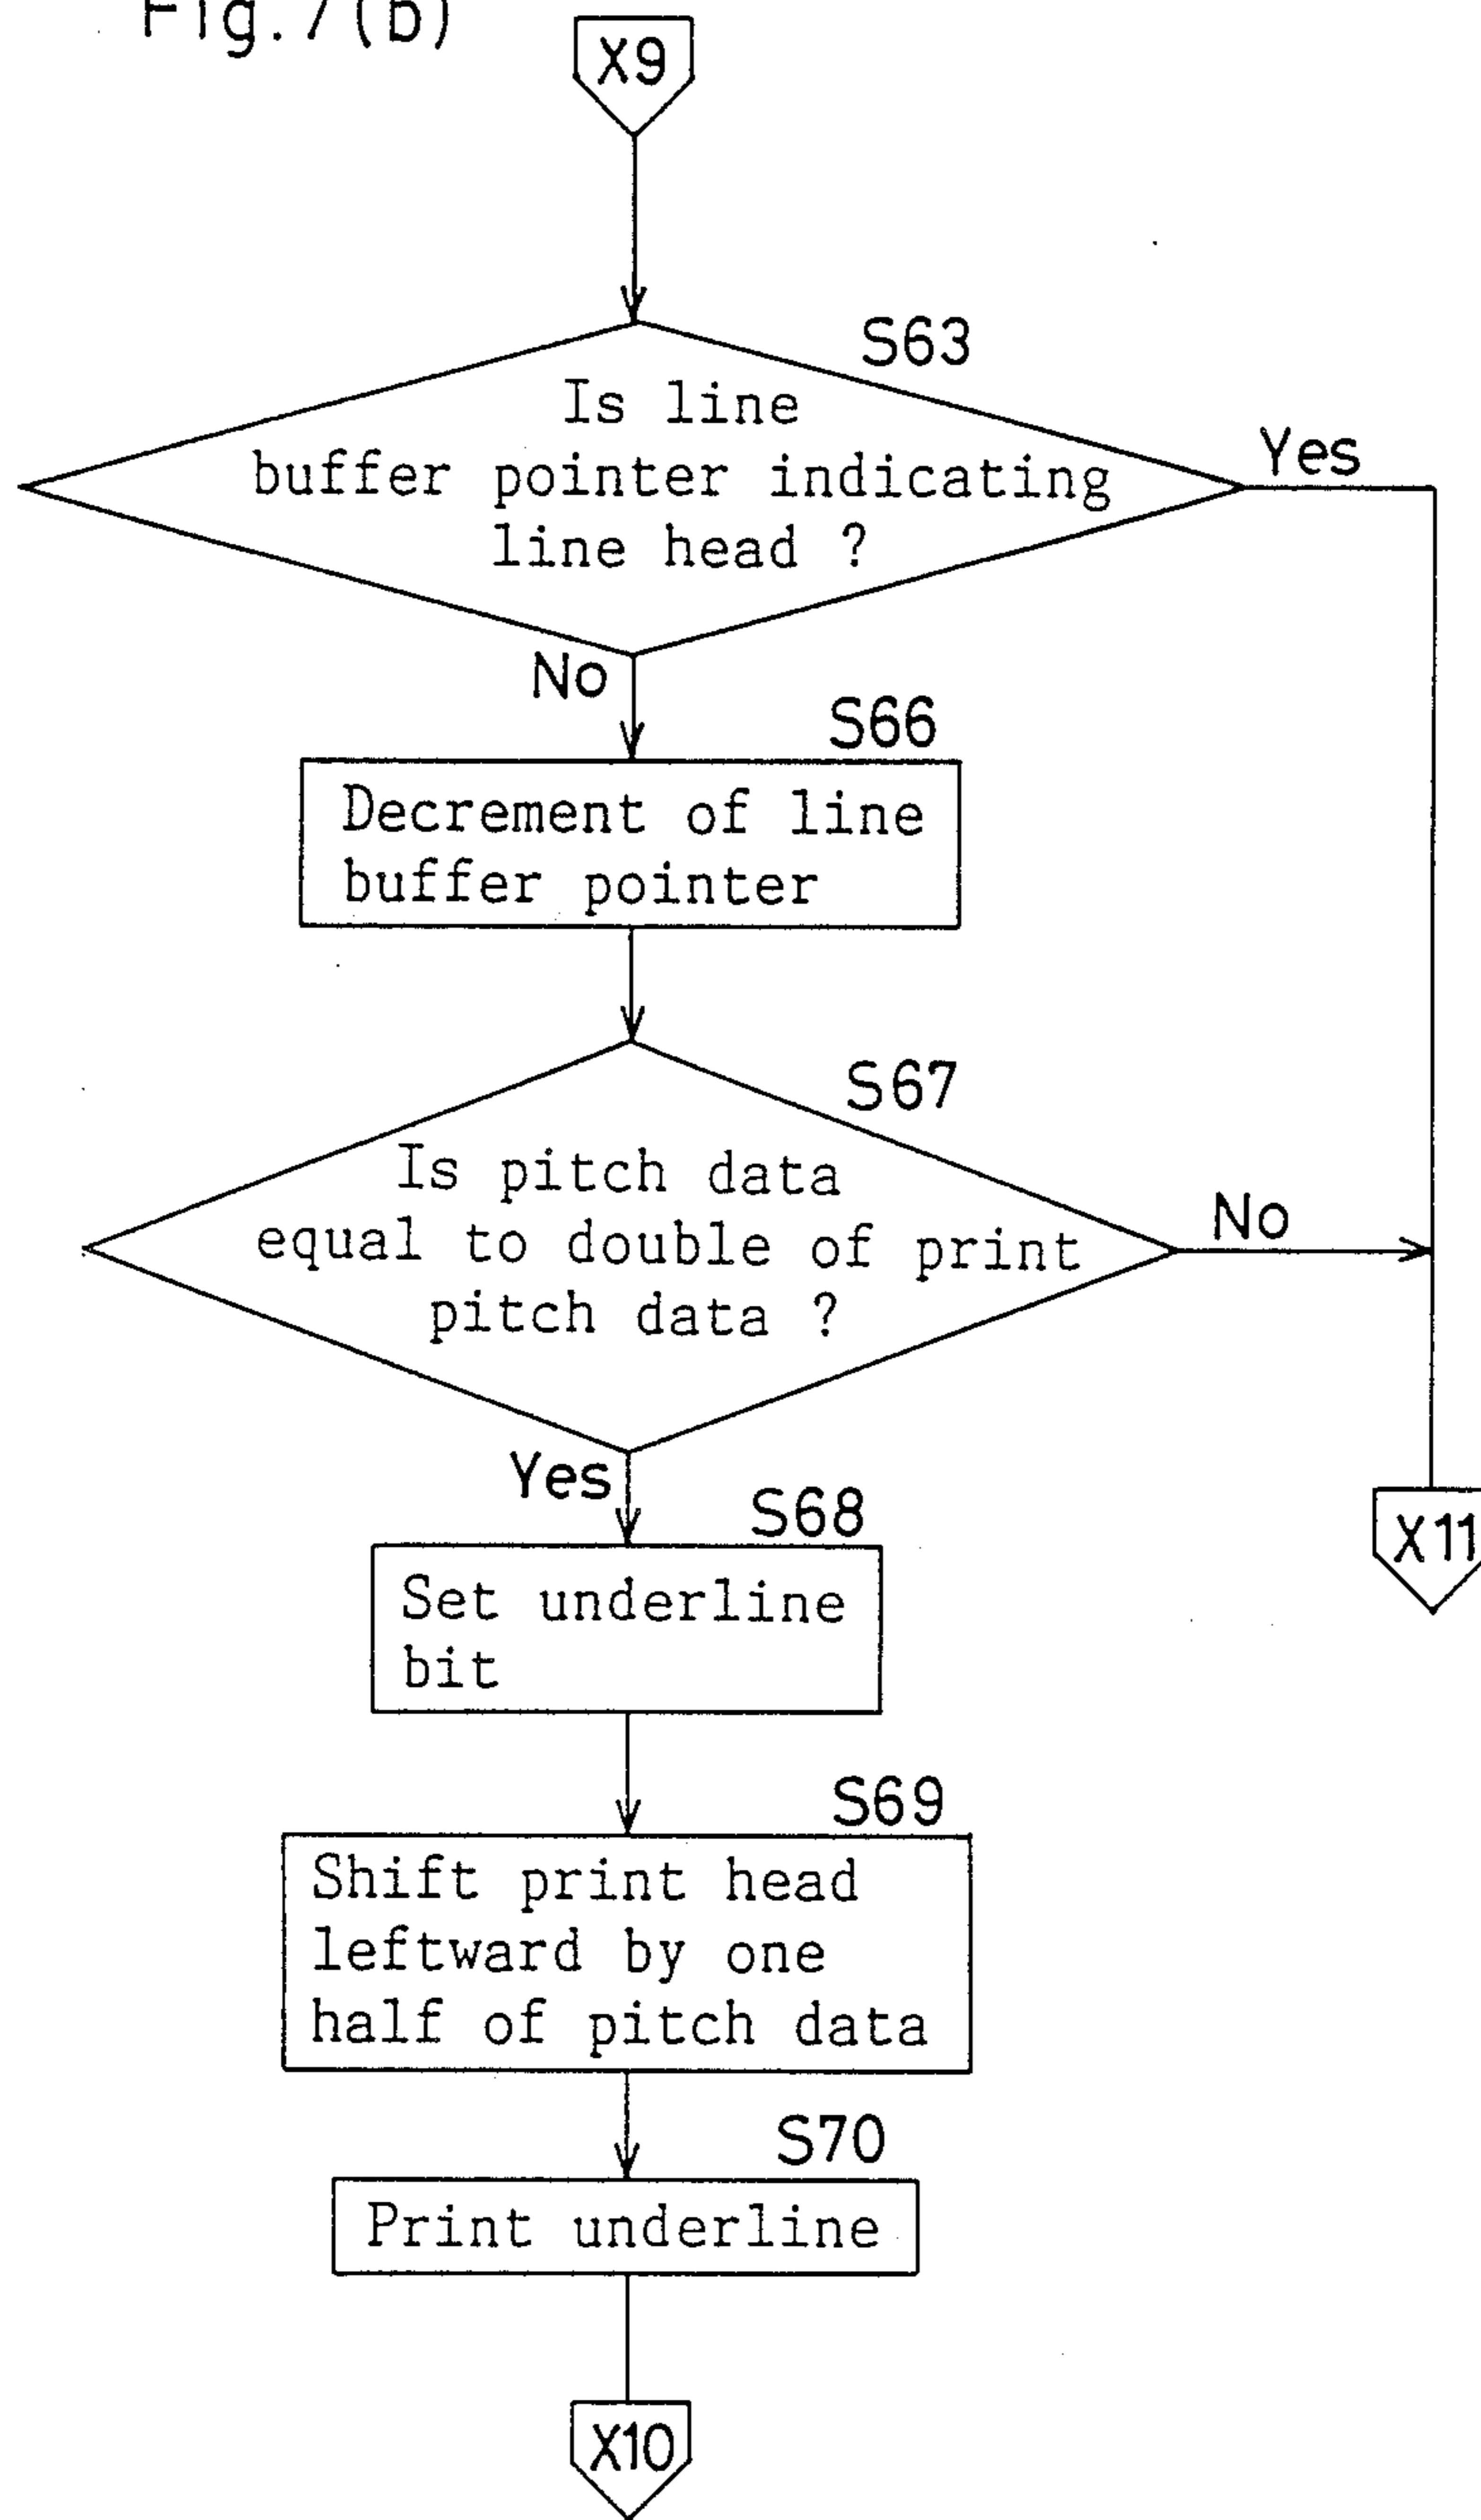 Fig.7(b)
X9
S63
Is line
buffer pointer indicating
line head ?
Yes
No
S66
Decrement of line
buffer pointer
S67
Is pitch data
equal to double of print
pitch data ?
No
Yes
S68
Set underline
bit
X11
S69
Shift print head
leftward by one
half of pitch data
S70
Print underline
X10